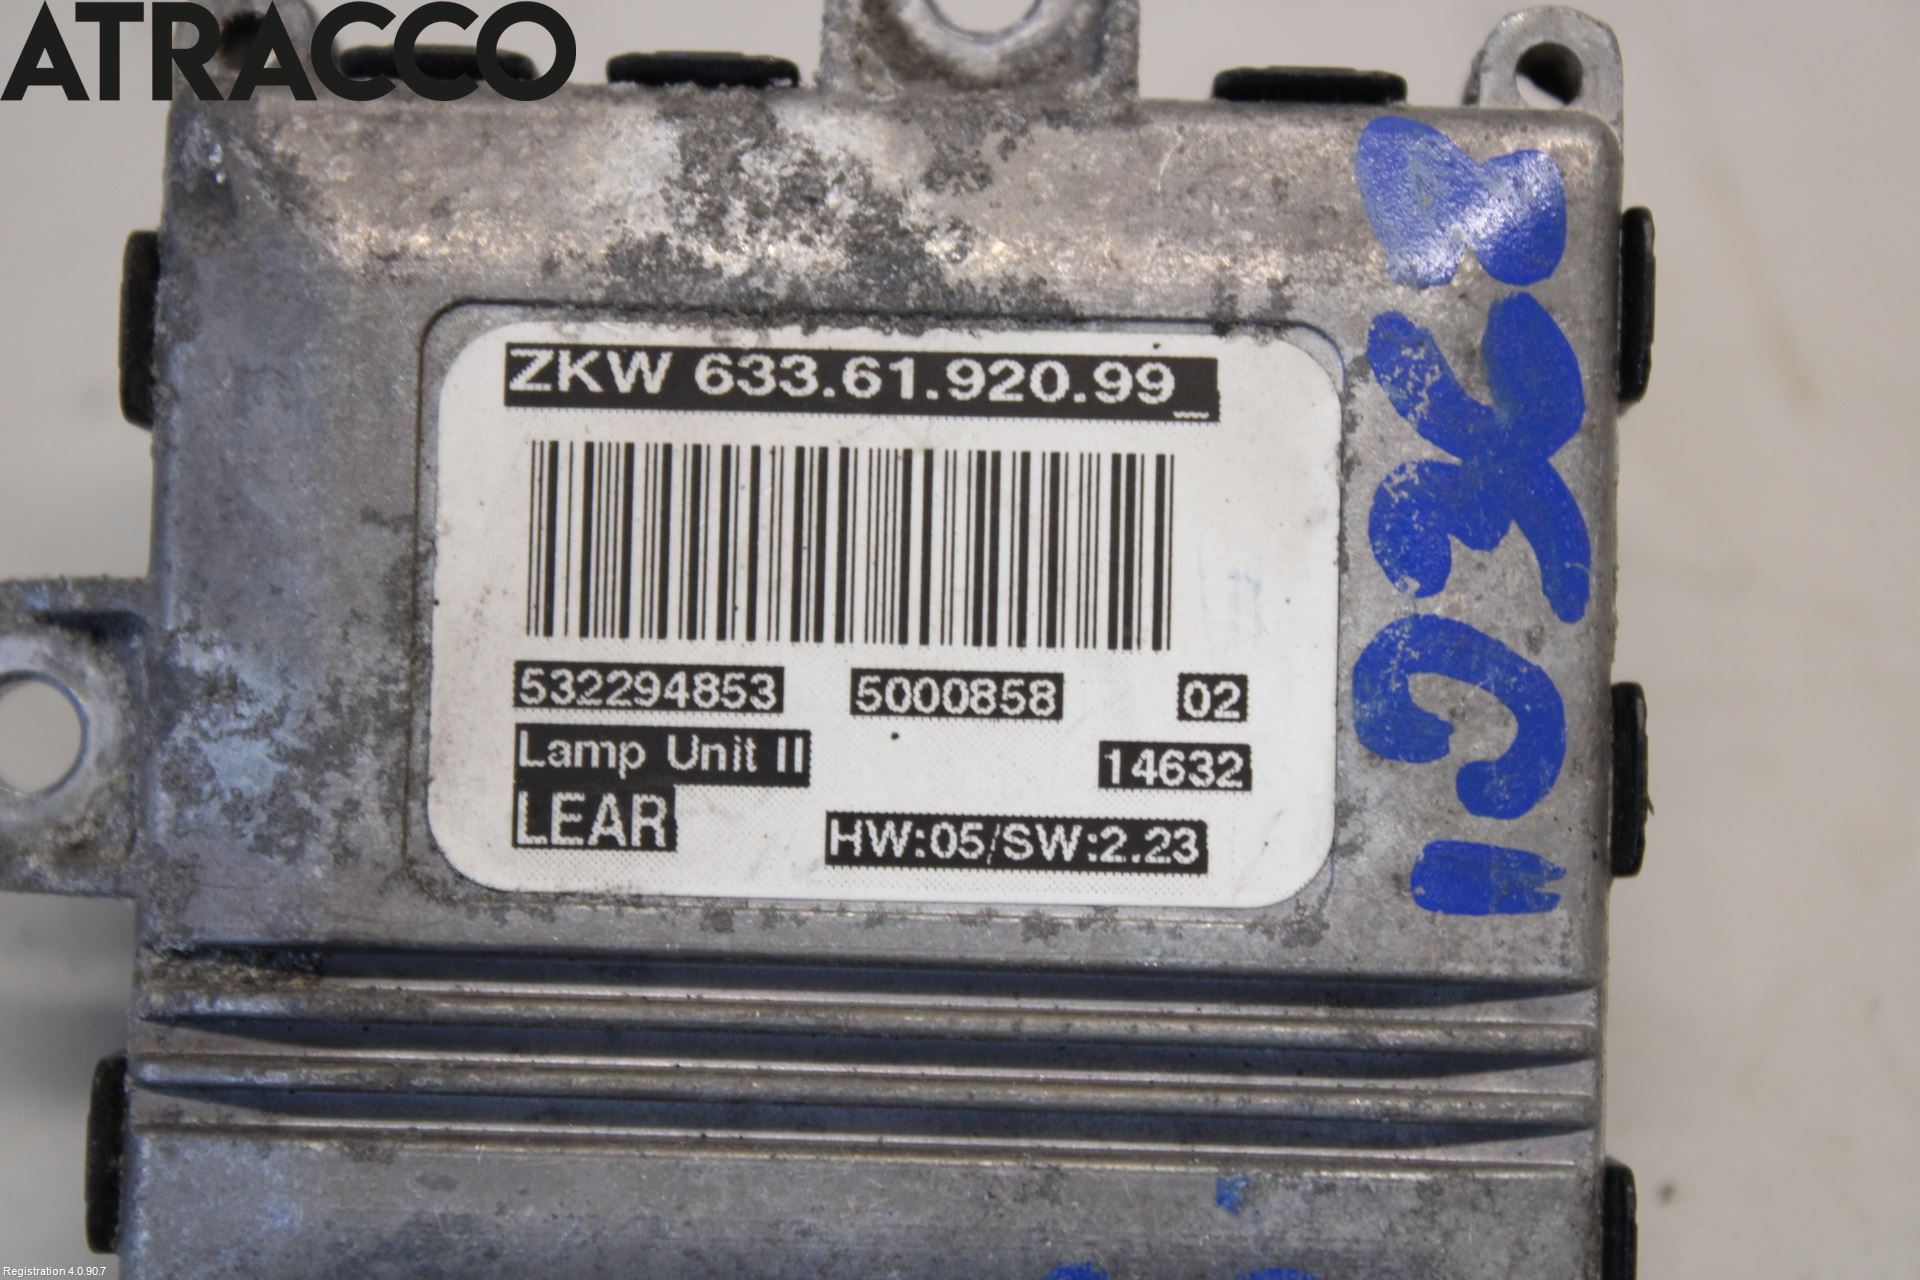 ATRACCO
ZKW 633.61.920.99_
532294853 5000858 02
Lamp Unit II 14632
LEAR HW:05/SW:2.23
Registration 4.0.90.7